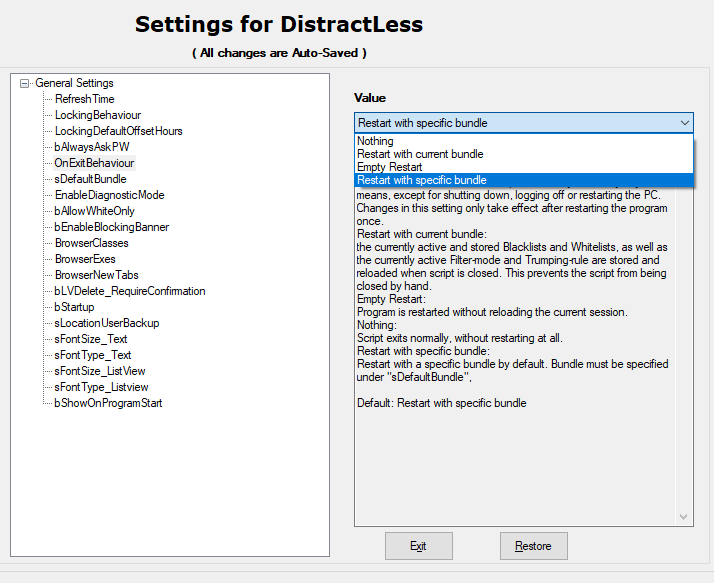 Settings for DistractLess
( All changes are Auto-Saved )
General Settings
RefreshTime
LockingBehaviour
LockingDefaultOffsetHours
bAlwaysAskPW
OnExitBehaviour
sDefaultBundle
EnableDiagnosticMode
bAllowWhiteOnly
bEnableBlockingBanner
BrowserClasses
BrowserExes
BrowserNewTabs
bLVDelete_RequireConfirmation
bStartup
sLocationUserBackup
sFontSize_Text
sFontType_Text
sFontSize_ListView
sFontType_Listview
bShowOnProgramStart
Value
Restart with specific bundle
Nothing
Restart with current bundle
Empty Restart
Restart with specific bundle
means, except for shutting down, logging off or restarting the PC.
Changes in this setting only take effect after restarting the program
once.
Restart with current bundle:
the currently active and stored Blacklists and Whitelists, as well as
the currently active Filter-mode and Trumping-rule are stored and
reloaded when script is closed. This prevents the script from being
closed by hand.
Empty Restart:
Program is restarted without reloading the current session.
Nothing:
Script exits normally, without restarting at all.
Restart with specific bundle:
Restart with a specific bundle by default. Bundle must be specified
under "sDefaultBundle",
Default: Restart with specific bundle
Exit
Restore